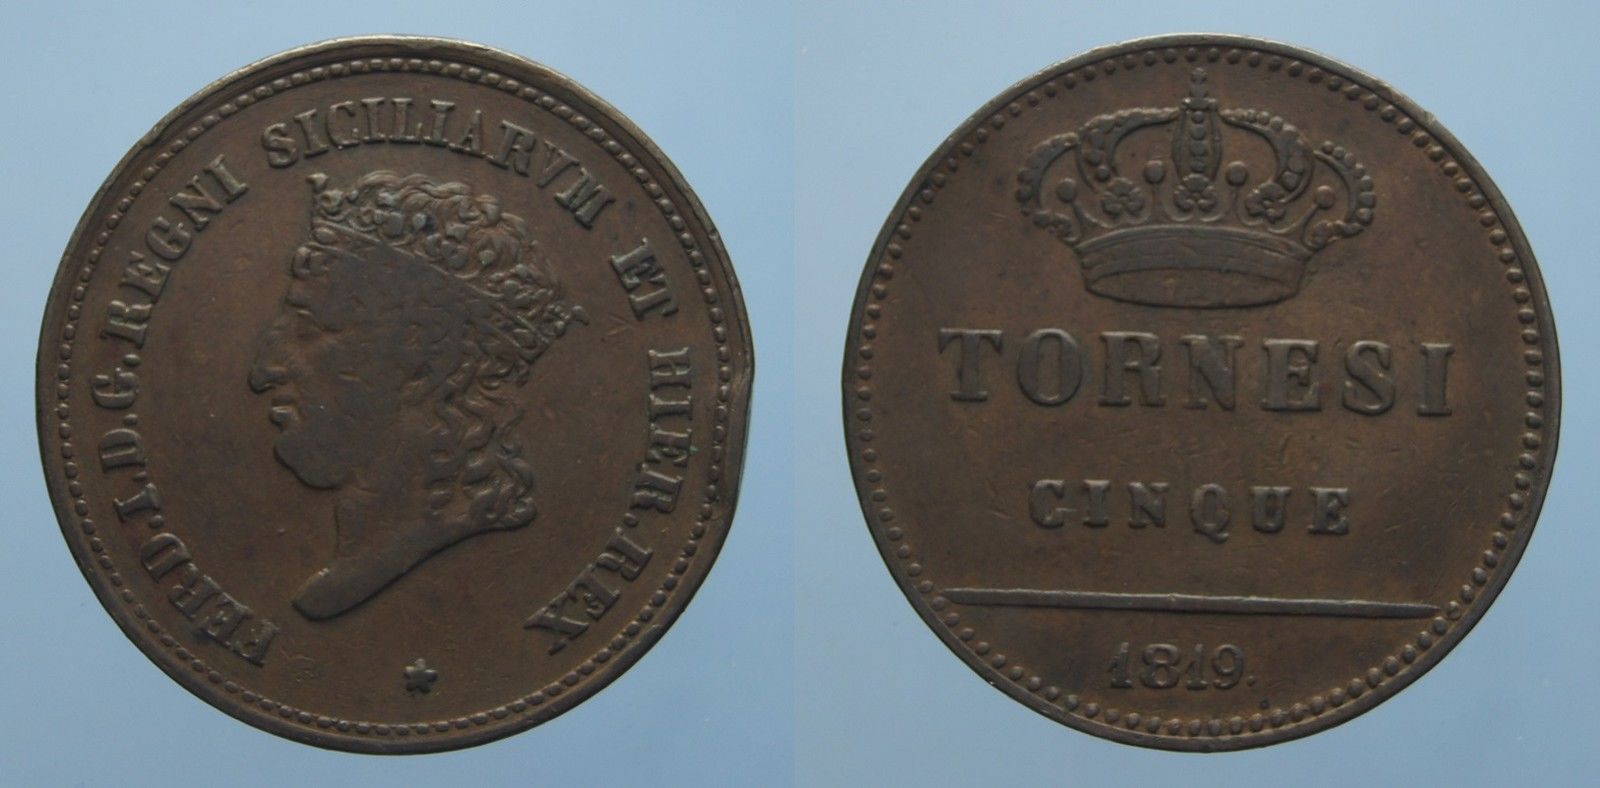 FERD.I.D.G.REGNI SICILIARVM ET HIER.REX
TORNESI
CINQUE
1819.